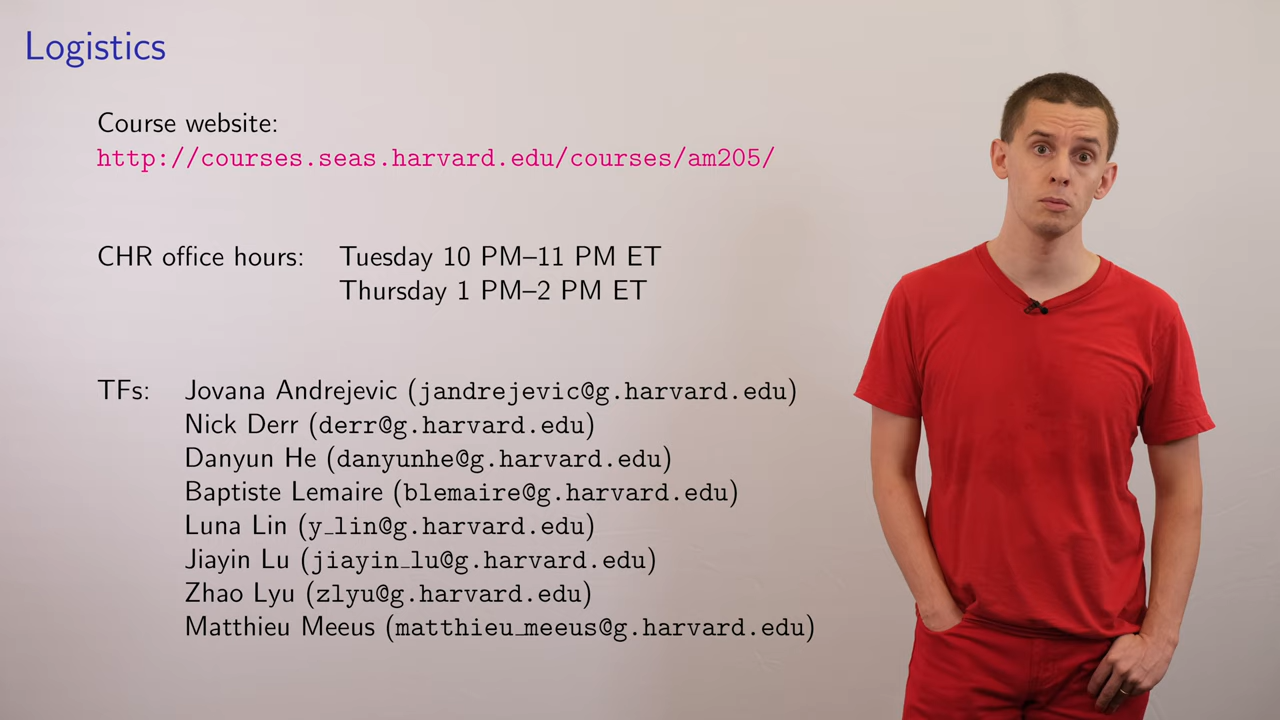 Logistics
Course website:
http://courses.seas.harvard.edu/courses/am205/
CHR office hours: Tuesday 10 PM–11 PM ET
Thursday 1 PM–2 PM ET
TFs: Jovana Andrejevic (jandrejevic@g.harvard.edu)
Nick Derr (derr@g.harvard.edu)
Danyun He (danyunhe@g.harvard.edu)
Baptiste Lemaire (blemaire@g.harvard.edu)
Luna Lin (y_lin@g.harvard.edu)
Jiayin Lu (jiayin_lu@g.harvard.edu)
Zhao Lyu (zlyu@g.harvard.edu)
Matthieu Meeus (matthieu_meeus@g.harvard.edu)